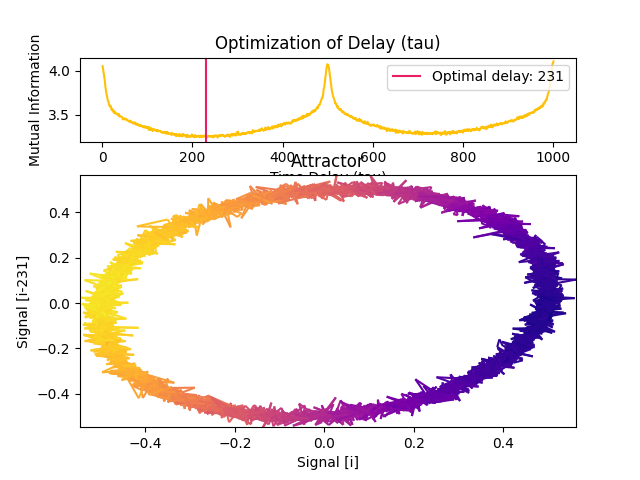 Optimization of Delay (tau)
Mutual Information
4.0
3.5
Optimal delay: 231
0 200 400 600 800 1000
Time Delay (tau)
Attractor
Signal [i-231]
0.4
0.2
0.0
−0.2
−0.4
−0.4 −0.2 0.0 0.2 0.4
Signal [i]